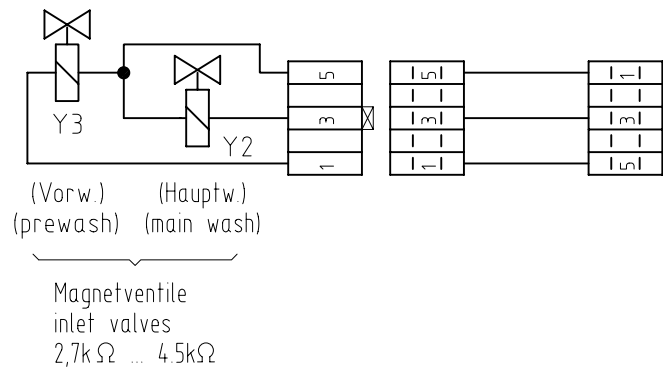 Y3
Y2
5
3
1
5
3
1
1
3
5
(Vorw.) (Hauptw.)
(prewash) (main wash)
Magnetventile
inlet valves
2,7kΩ ... 4.5kΩ